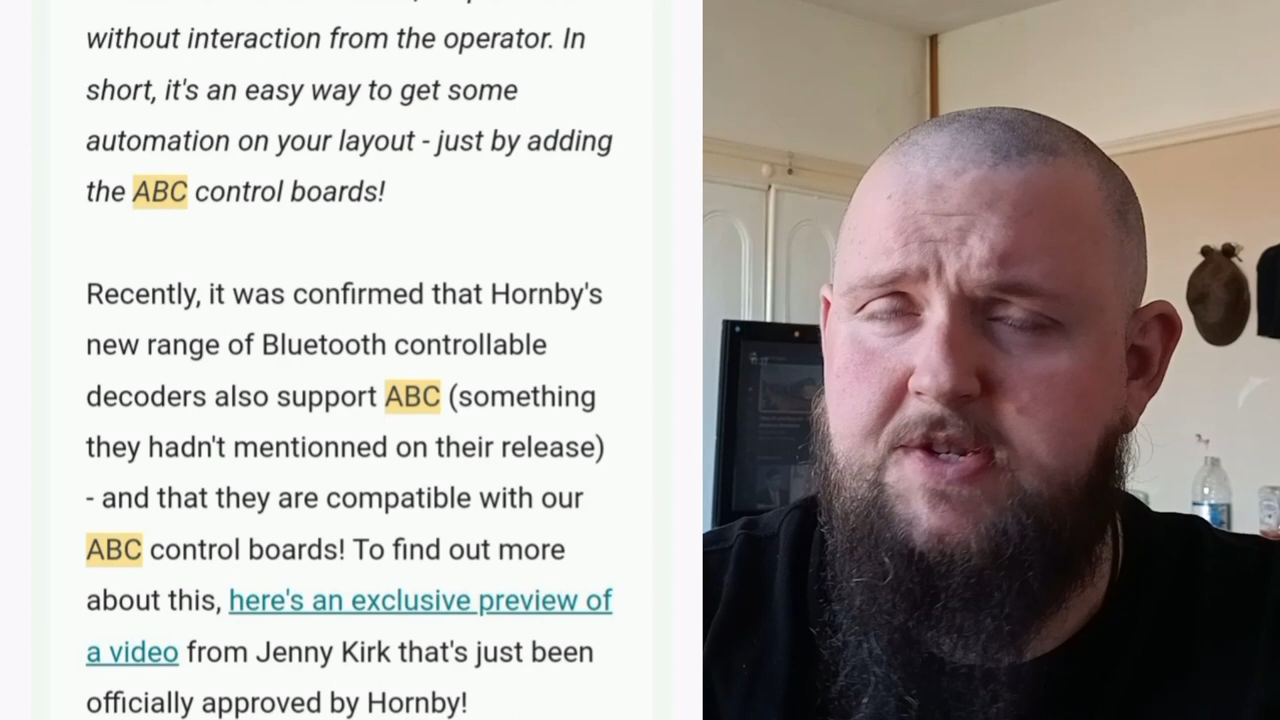 without interaction from the operator. In
short, it's an easy way to get some
automation on your layout - just by adding
the ABC control boards!
Recently, it was confirmed that Hornby's
new range of Bluetooth controllable
decoders also support ABC (something
they hadn't mentionned on their release)
- and that they are compatible with our
ABC control boards! To find out more
about this, here's an exclusive preview of
a video from Jenny Kirk that's just been
officially approved by Hornby!